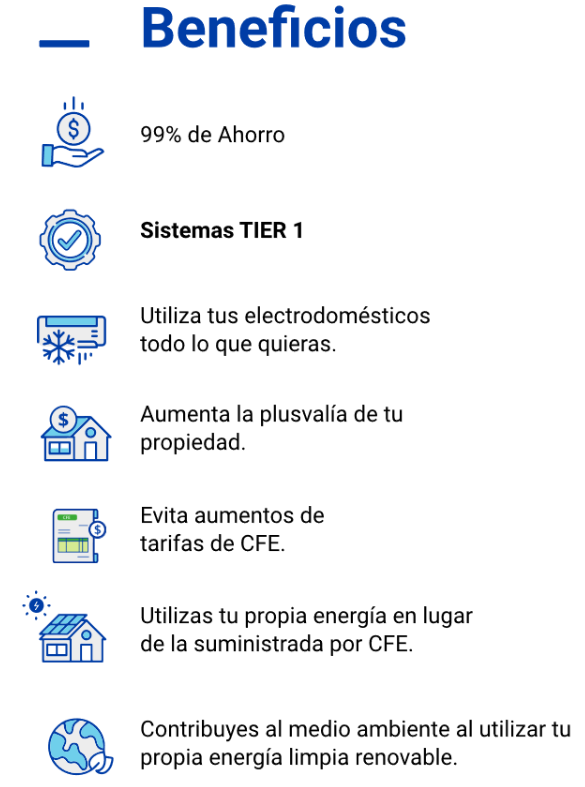 Beneficios
99% de Ahorro
Sistemas TIER 1
Utiliza tus electrodomésticos
todo lo que quieras.
Aumenta la plusvalía de tu
propiedad.
Evita aumentos de
tarifas de CFE.
Utilizas tu propia energía en lugar
de la suministrada por CFE.
Contribuyes al medio ambiente al utilizar tu
propia energía limpia renovable.